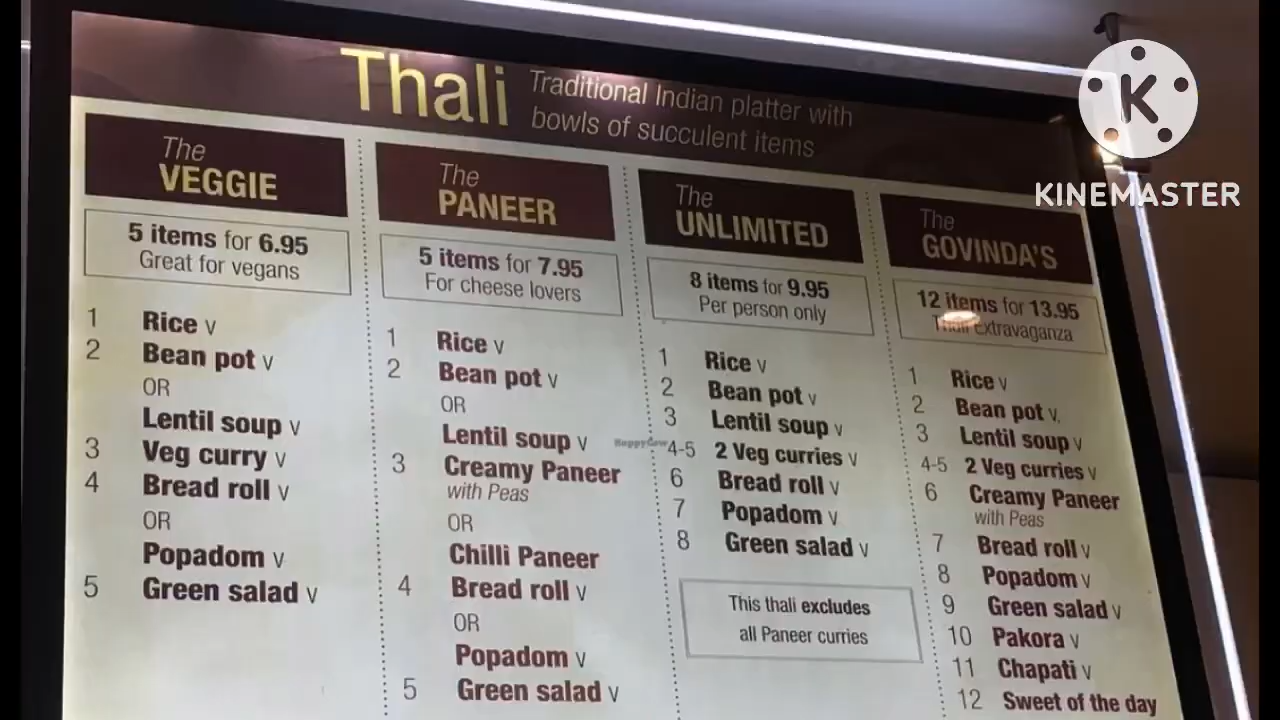 Thali
Traditional Indian platter with
bowls of succulent items
K
KINEMASTER
The
VEGGIE
5 items for 6.95
Great for vegans
1 Rice V
2 Bean pot V
OR
Lentil soup V
3 Veg curry V
4 Bread roll V
OR
Popadom V
5 Green salad V
The
PANEER
5 items for 7.95
For cheese lovers
1 Rice V
2 Bean pot V
OR
Lentil soup V
3 Creamy Paneer
with Peas
OR
Chilli Paneer
4 Bread roll V
OR
Popadom V
5 Green salad V
HappyCow
The
UNLIMITED
8 items for 9.95
Per person only
1 Rice V
2 Bean pot V
3 Lentil soup V
4-5 2 Veg curries V
6 Bread roll V
7 Popadom V
8 Green salad V
This thali excludes
all Paneer curries
The
GOVINDA'S
12 items for 13.95
Thali Extravaganza
1 Rice V
2 Bean pot V
3 Lentil soup V
4-5 2 Veg curries V
6 Creamy Paneer
with Peas
7 Bread roll V
8 Popadom V
9 Green salad V
10 Pakora V
11 Chapati V
12 Sweet of the day